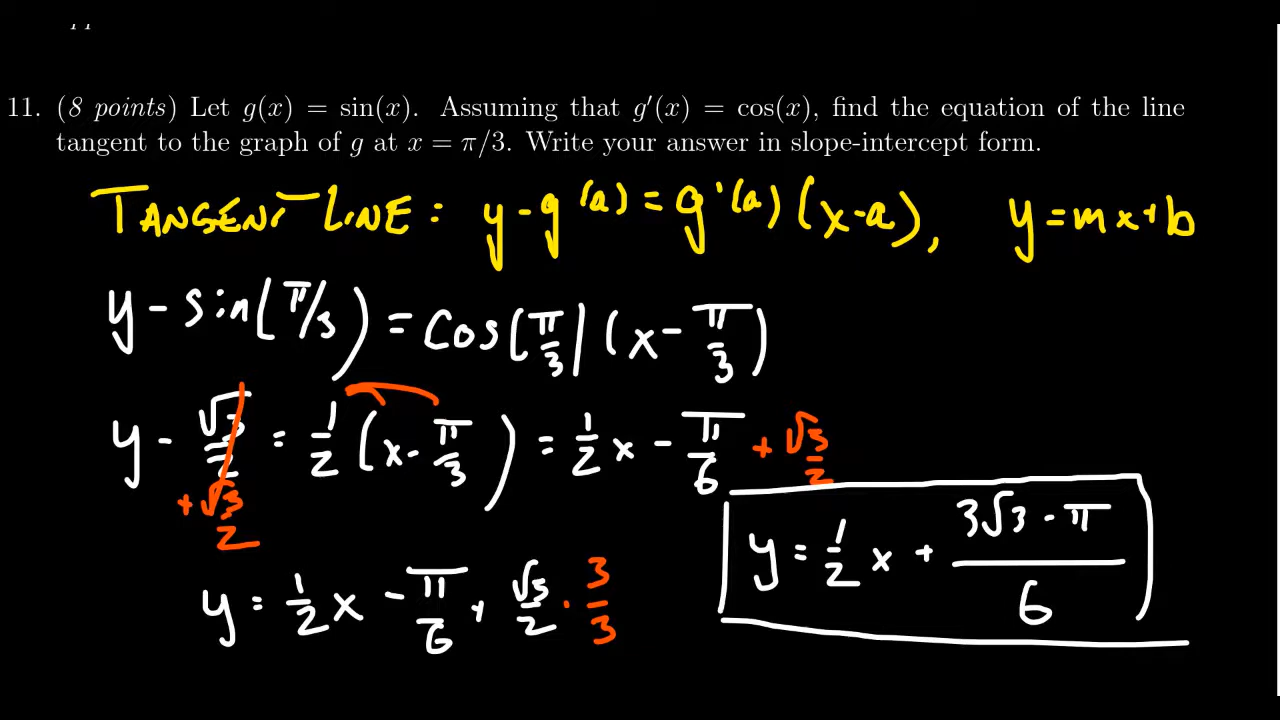 11. (8 points) Let g(x) = sin(x). Assuming that g′(x) = cos(x), find the equation of the line
tangent to the graph of g at x = π/3. Write your answer in slope-intercept form.
TANGENT LINE: y-g(a) = g'(a)(x-a), y=mx+b
y - sin(π/3) = cos(π/3)(x - π/3)
y - √3/2 = 1/2 (x - π/3) = 1/2 x - π/6 + √3/2
+ √3/2
y = 1/2 x - π/6 + √3/2 · 3/3
y = 1/2 x + (3√3 - π)/6